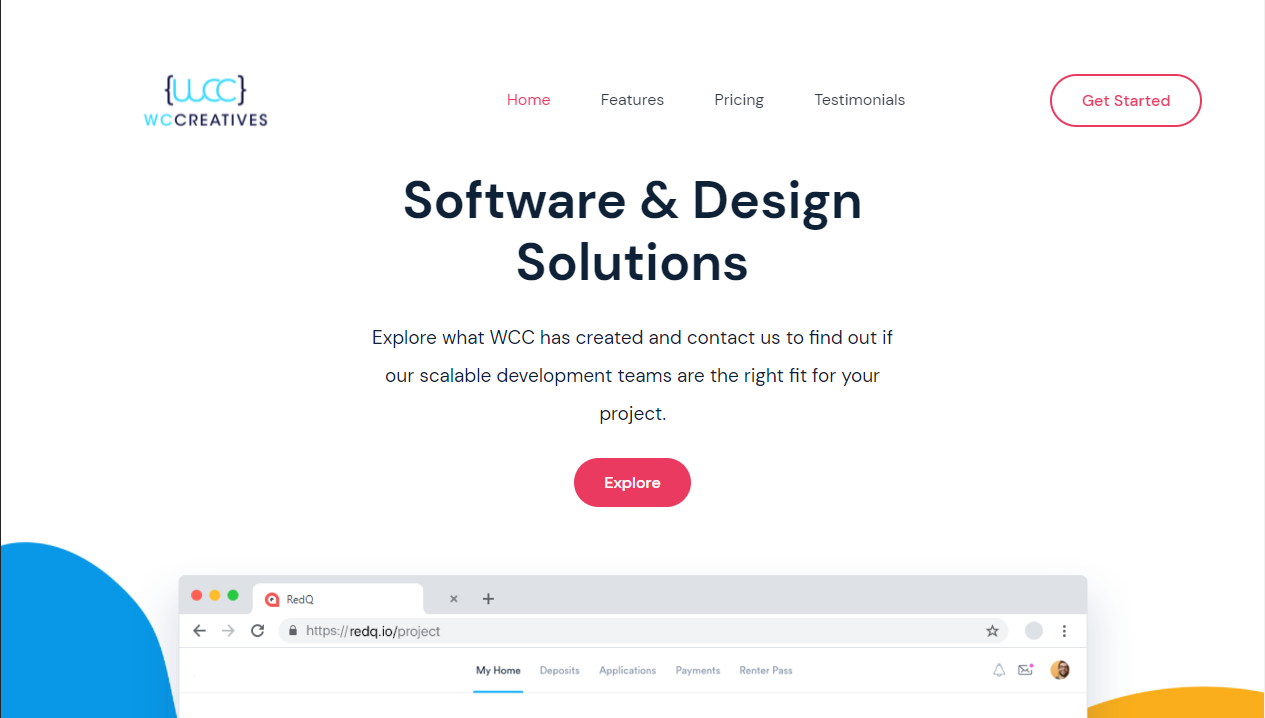 {WCC}
WCCREATIVES
Home Features Pricing Testimonials
Get Started
Software & Design
Solutions
Explore what WCC has created and contact us to find out if
our scalable development teams are the right fit for your
project.
Explore
RedQ
https://redq.io/project
My Home Deposits Applications Payments Renter Pass